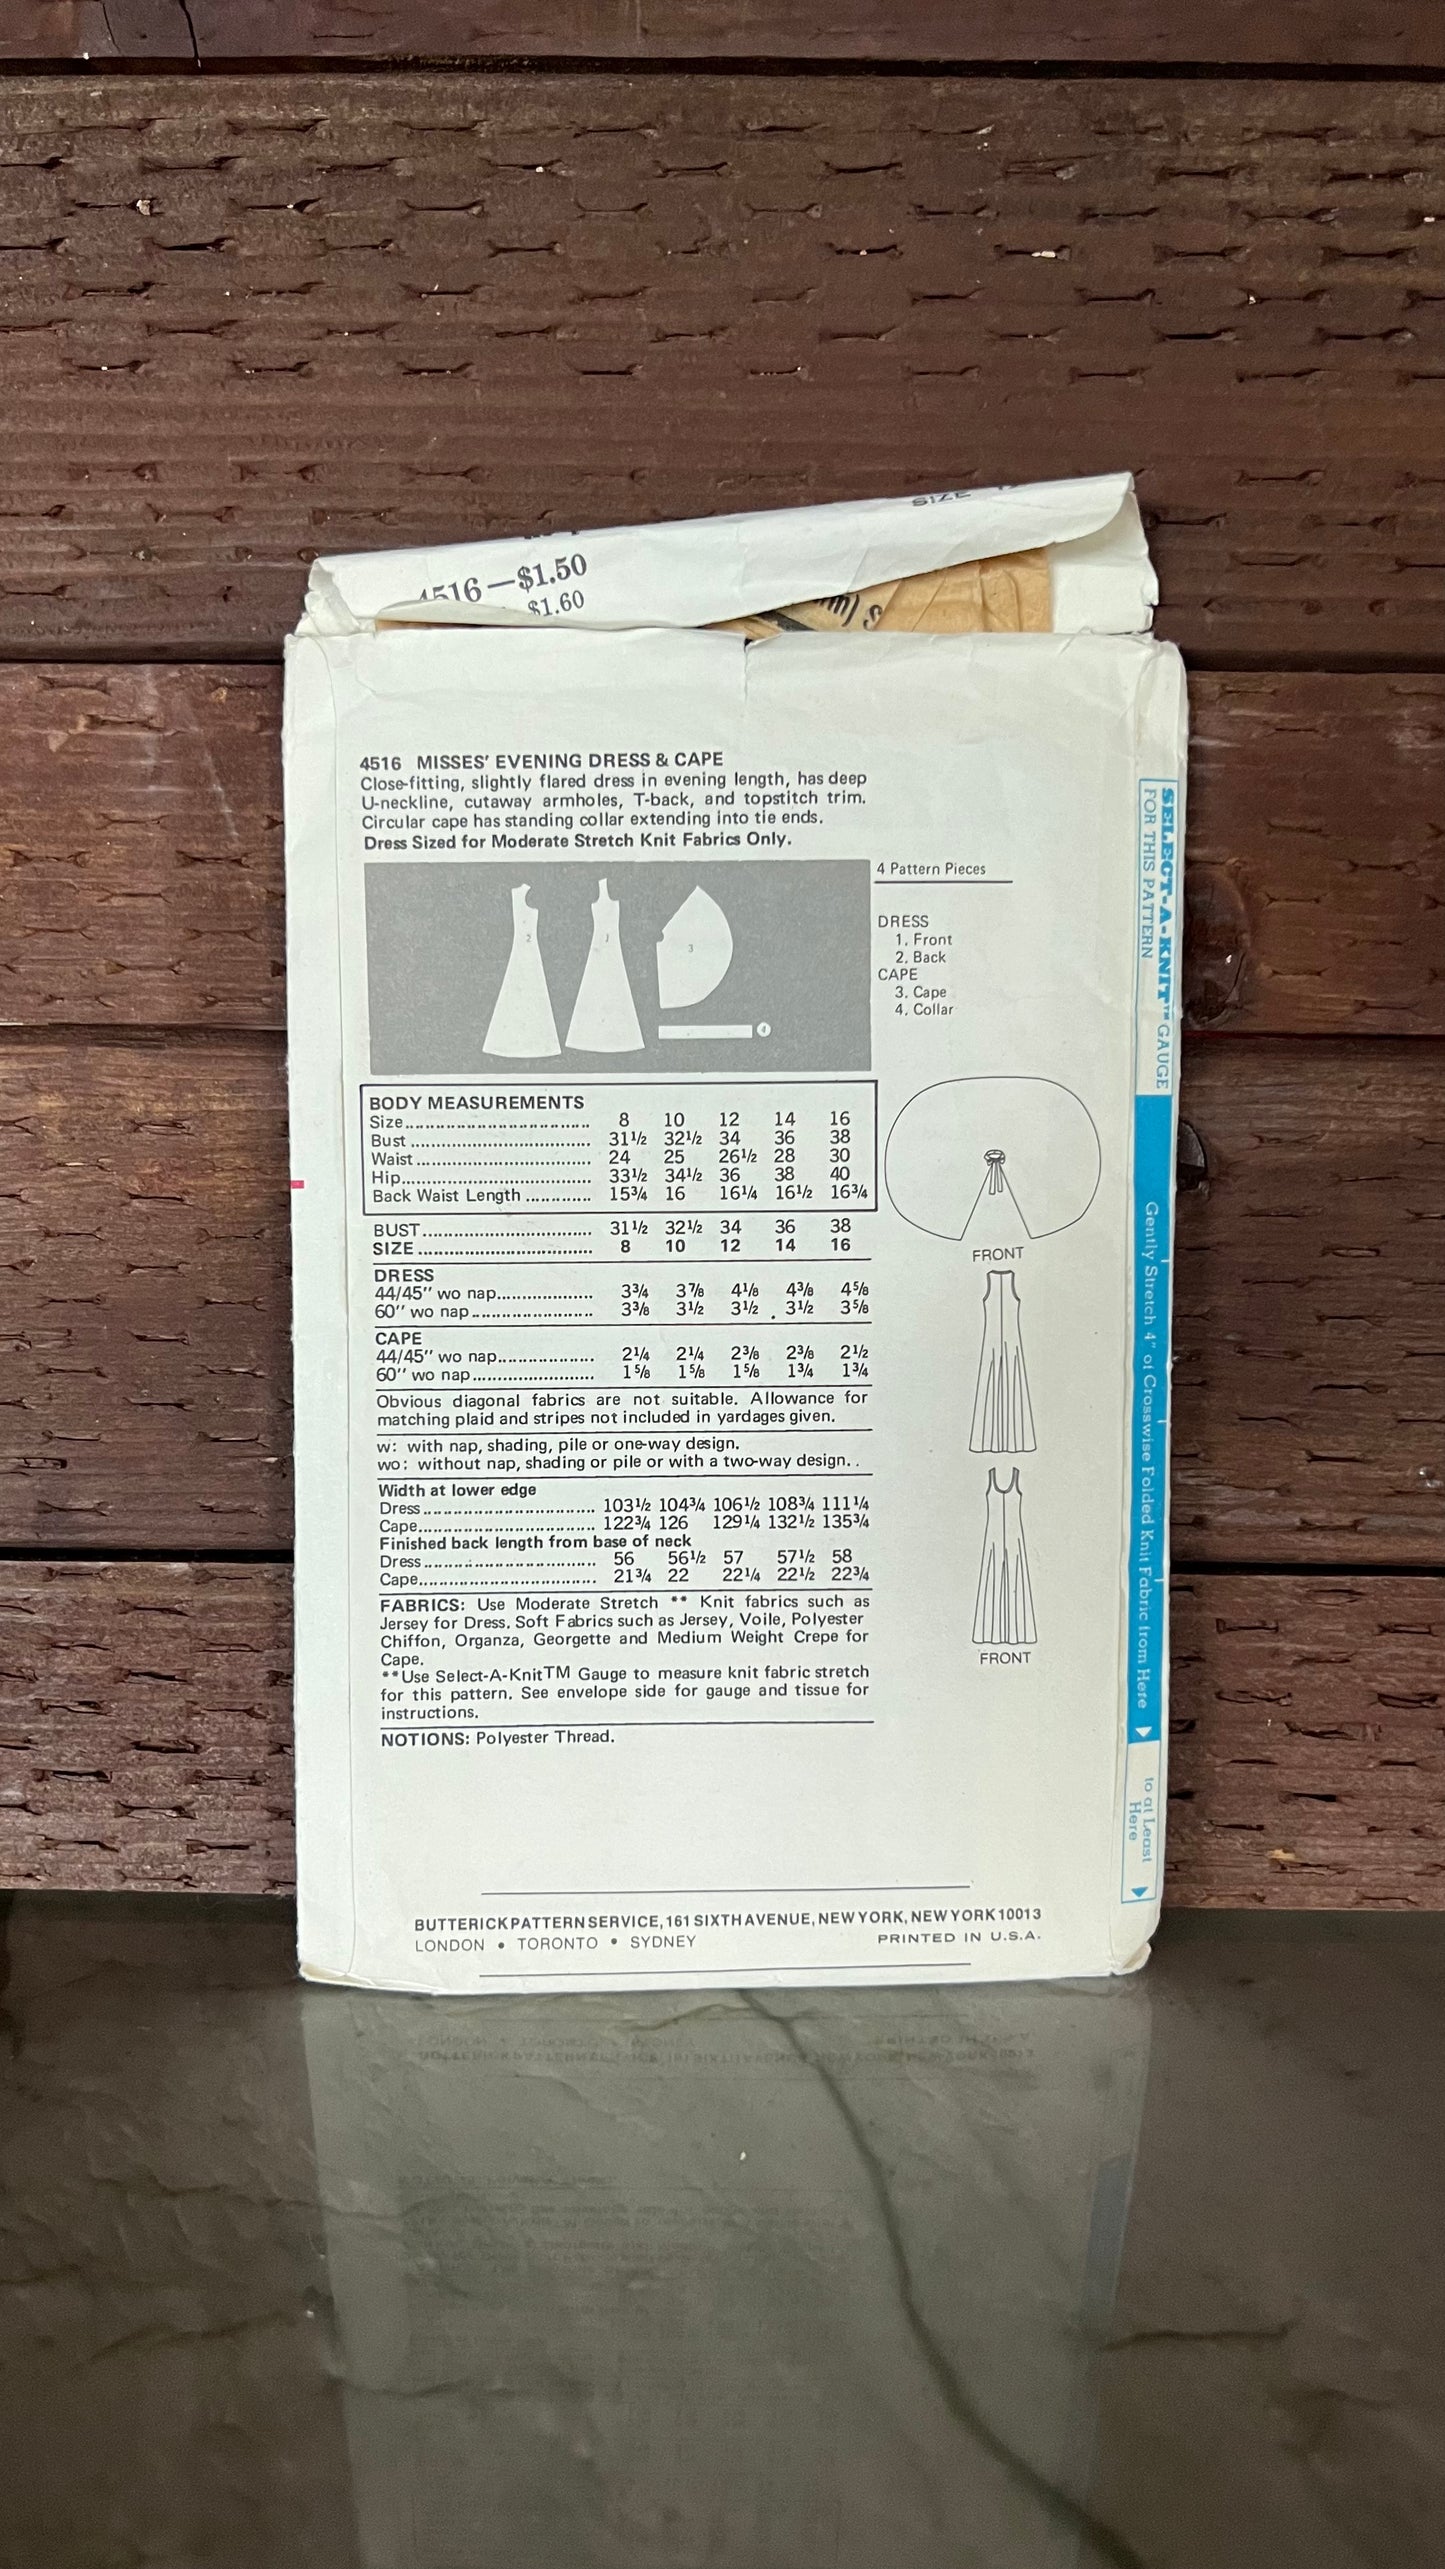 SIZE
4516—$1.50
$1.60
4516 MISSES' EVENING DRESS & CAPE
Close-fitting, slightly flared dress in evening length, has deep
U-neckline, cutaway armholes, T-back, and topstitch trim.
Circular cape has standing collar extending into tie ends.
Dress Sized for Moderate Stretch Knit Fabrics Only.
2
1
3
4
4 Pattern Pieces
DRESS
1. Front
2. Back
CAPE
3. Cape
4. Collar
BODY MEASUREMENTS
Size 8 10 12 14 16
Bust 31½ 32½ 34 36 38
Waist 24 25 26½ 28 30
Hip 33½ 34½ 36 38 40
Back Waist Length 15¾ 16 16¼ 16½ 16¾
BUST 31½ 32½ 34 36 38
SIZE 8 10 12 14 16
DRESS
44/45" wo nap 3¾ 3⅞ 4⅛ 4⅜ 4⅝
60" wo nap 3⅜ 3½ 3½ 3½ 3⅝
CAPE
44/45" wo nap 2¼ 2¼ 2⅜ 2⅜ 2½
60" wo nap 1⅝ 1⅝ 1⅝ 1¾ 1¾
Obvious diagonal fabrics are not suitable. Allowance for
matching plaid and stripes not included in yardages given.
w: with nap, shading, pile or one-way design.
wo: without nap, shading or pile or with a two-way design..
Width at lower edge
Dress 103½ 104¾ 106½ 108¾ 111¼
Cape 122¾ 126 129¼ 132½ 135¾
Finished back length from base of neck
Dress 56 56½ 57 57½ 58
Cape 21¾ 22 22¼ 22½ 22¾
FABRICS: Use Moderate Stretch ** Knit fabrics such as
Jersey for Dress. Soft Fabrics such as Jersey, Voile, Polyester
Chiffon, Organza, Georgette and Medium Weight Crepe for
Cape.
**Use Select-A-KnitTM Gauge to measure knit fabric stretch
for this pattern. See envelope side for gauge and tissue for
instructions.
NOTIONS: Polyester Thread.
FRONT
FRONT
SELECT-A-KNIT™ GAUGE
FOR THIS PATTERN
Gently Stretch 4" of Crosswise Folded Knit Fabric from Here
to at Least
Here
BUTTERICK PATTERN SERVICE, 161 SIXTH AVENUE, NEW YORK, NEW YORK 10013
LONDON • TORONTO • SYDNEY
PRINTED IN U.S.A.